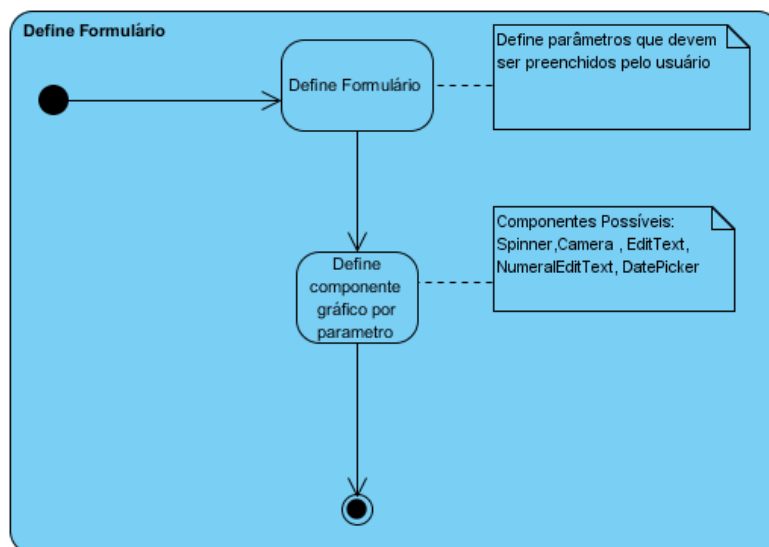 Define Formulário
Define Formulário
Define parâmetros que devem
ser preenchidos pelo usuário
Define
componente
gráfico por
parametro
Componentes Possíveis:
Spinner,Camera , EditText,
NumeralEditText, DatePicker